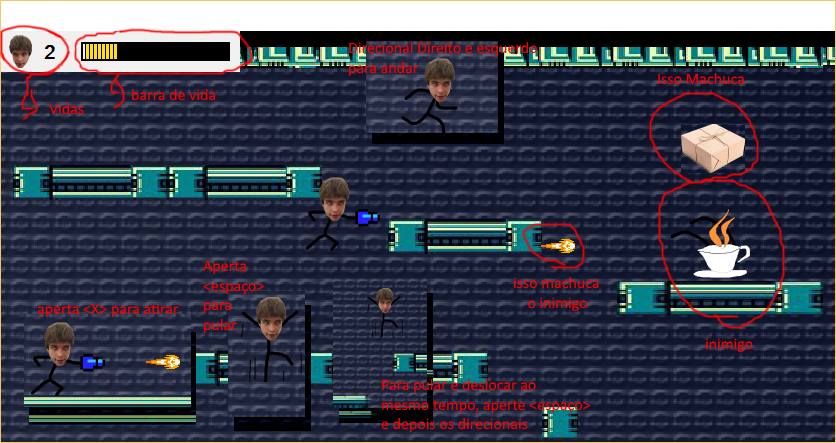 2
Direcional Direito e esquerdo
para andar
Isso Machuca
Vidas
barra de vida
Aperta
<espaço>
para
pular
aperta <X> para atirar
isso machuca
o inimigo
inimigo
Para pular e deslocar ao
mesmo tempo, aperte <espaço>
e depois os direcionais